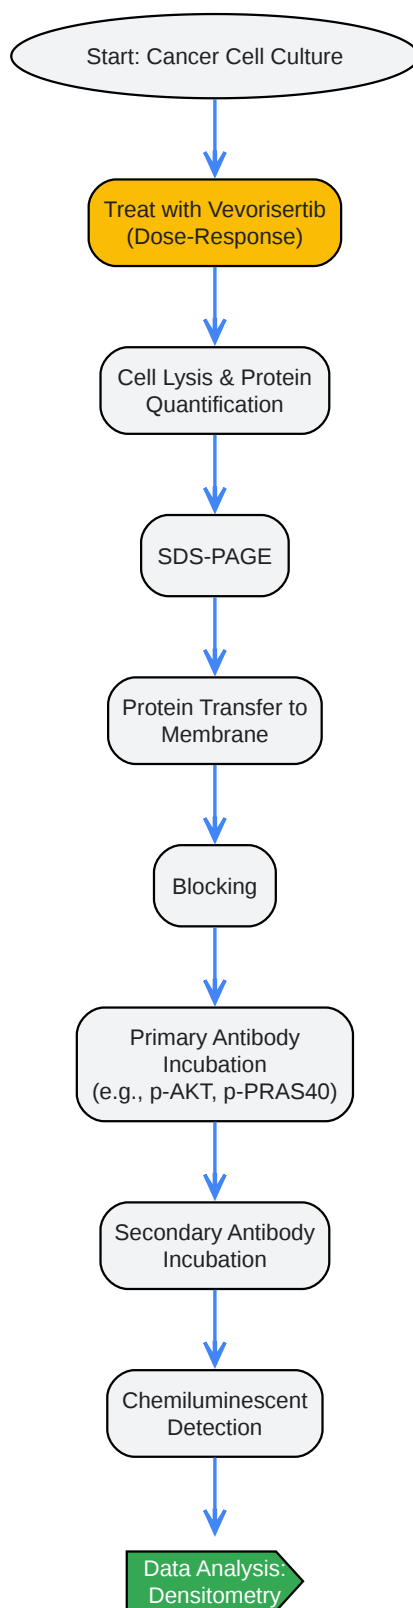 Start: Cancer Cell Culture
Treat with Vevorisertib
(Dose-Response)
Cell Lysis & Protein
Quantification
SDS-PAGE
Protein Transfer to
Membrane
Blocking
Primary Antibody
Incubation
(e.g., p-AKT, p-PRAS40)
Secondary Antibody
Incubation
Chemiluminescent
Detection
Data Analysis:
Densitometry